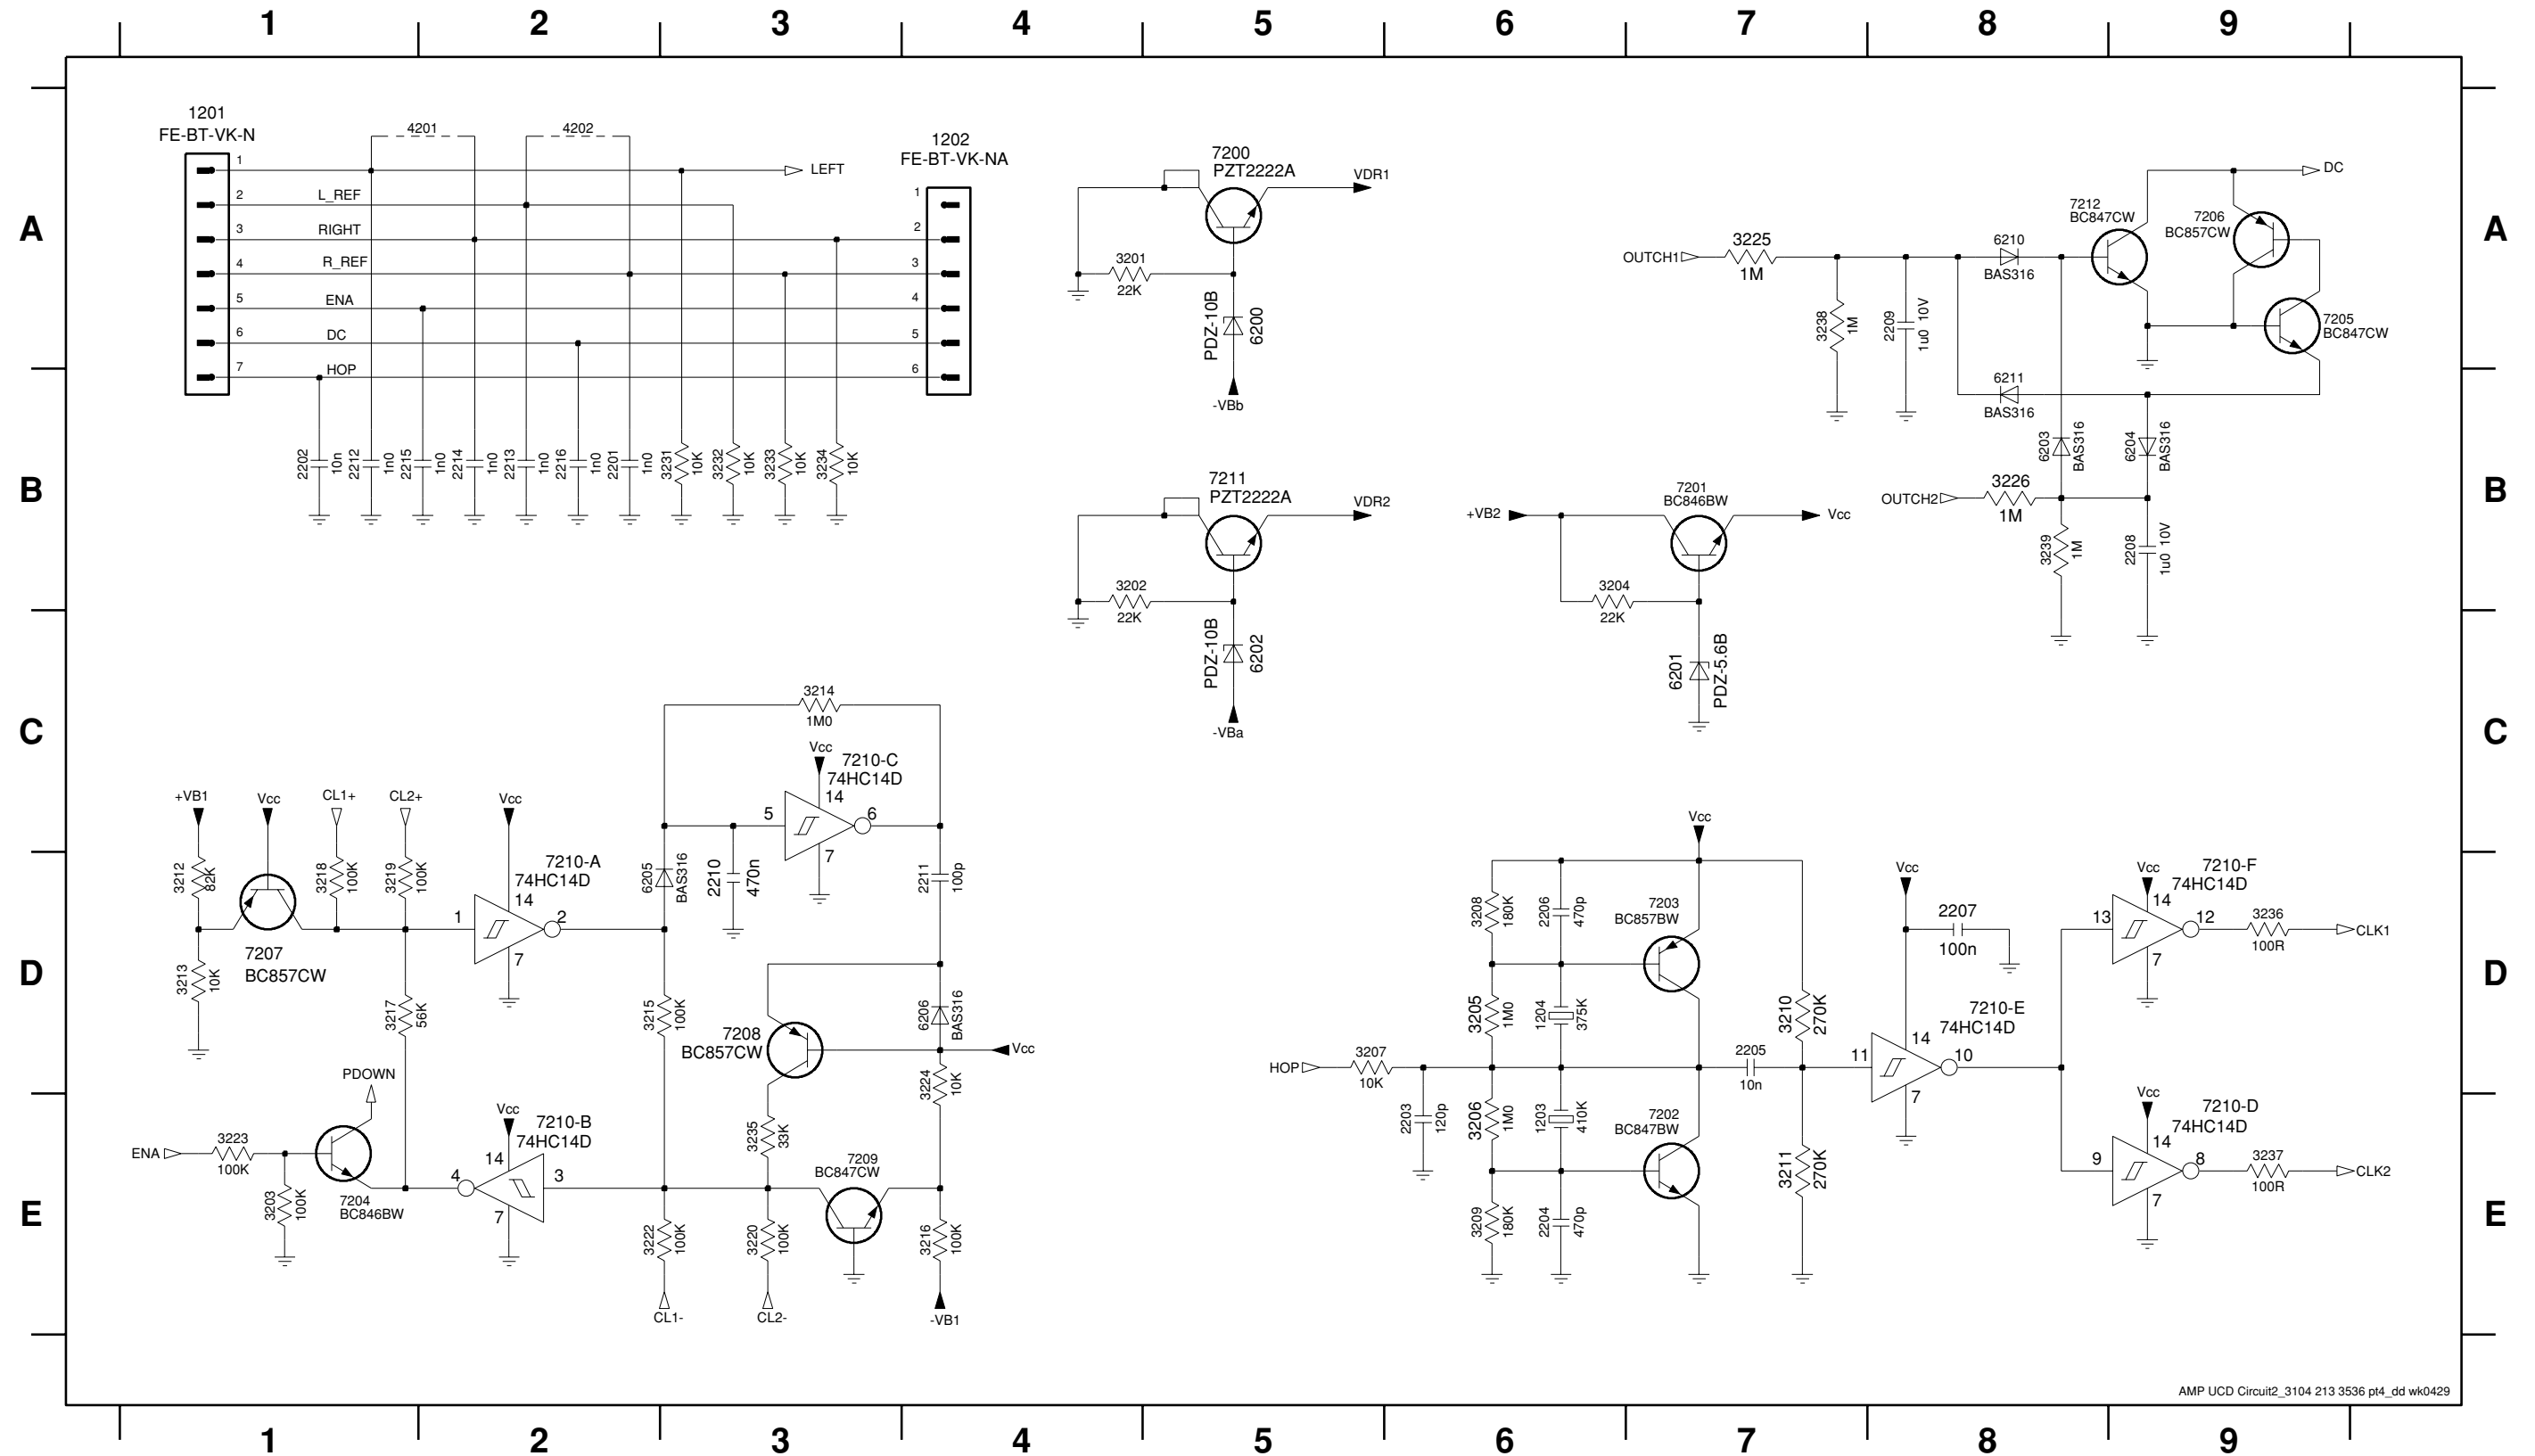 1 2 3 4 5 6 7 8 9
A
B
C
D
E
A
B
C
D
E
1201
FE-BT-VK-N
1
2
3
4
5
6
7
L_REF
RIGHT
R_REF
ENA
DC
HOP
4201
4202
LEFT
1202
FE-BT-VK-NA
1
2
3
4
5
6
2202
10n
2212
1n0
2215
1n0
2214
1n0
2213
1n0
2216
1n0
2201
1n0
3231
10K
3232
10K
3233
10K
3234
10K
7200
PZT2222A
VDR1
3201
22K
PDZ-10B
6200
-VBb
7211
PZT2222A
VDR2
3202
22K
PDZ-10B
6202
-VBa
+VB2
7201
BC846BW
Vcc
3204
22K
6201
PDZ-5.6B
OUTCH1
3225
1M
3238
1M
2209
1u0 10V
6210
BAS316
6211
BAS316
7212
BC847CW
7206
BC857CW
DC
7205
BC847CW
6203
BAS316
6204
BAS316
OUTCH2
3226
1M
3239
1M
2208
1u0 10V
+VB1
Vcc
CL1+
CL2+
Vcc
3212
82K
3218
100K
3219
100K
7207
BC857CW
3213
10K
3217
56K
7210-A
74HC14D
14
1
2
7
3214
1M0
Vcc
7210-C
74HC14D
14
5
6
7
6205
BAS316
2210
470n
2211
100p
3215
100K
7208
BC857CW
6206
BAS316
Vcc
3224
10K
PDOWN
ENA
3223
100K
3203
100K
7204
BC846BW
Vcc
7210-B
74HC14D
14
4
3
7
3235
33K
7209
BC847CW
3222
100K
3220
100K
3216
100K
CL1-
CL2-
-VB1
Vcc
3208
180K
2206
470p
7203
BC857BW
3205
1M0
1204
375K
3210
270K
HOP
3207
10K
2205
10n
2203
120p
3206
1M0
1203
410K
7202
BC847BW
3211
270K
3209
180K
2204
470p
Vcc
2207
100n
7210-E
74HC14D
14
11
10
7
Vcc
7210-F
74HC14D
14
13
12
7
3236
100R
CLK1
Vcc
7210-D
74HC14D
14
9
8
7
3237
100R
CLK2
AMP UCD Circuit2_3104 213 3536 pt4_dd wk0429
1 2 3 4 5 6 7 8 9